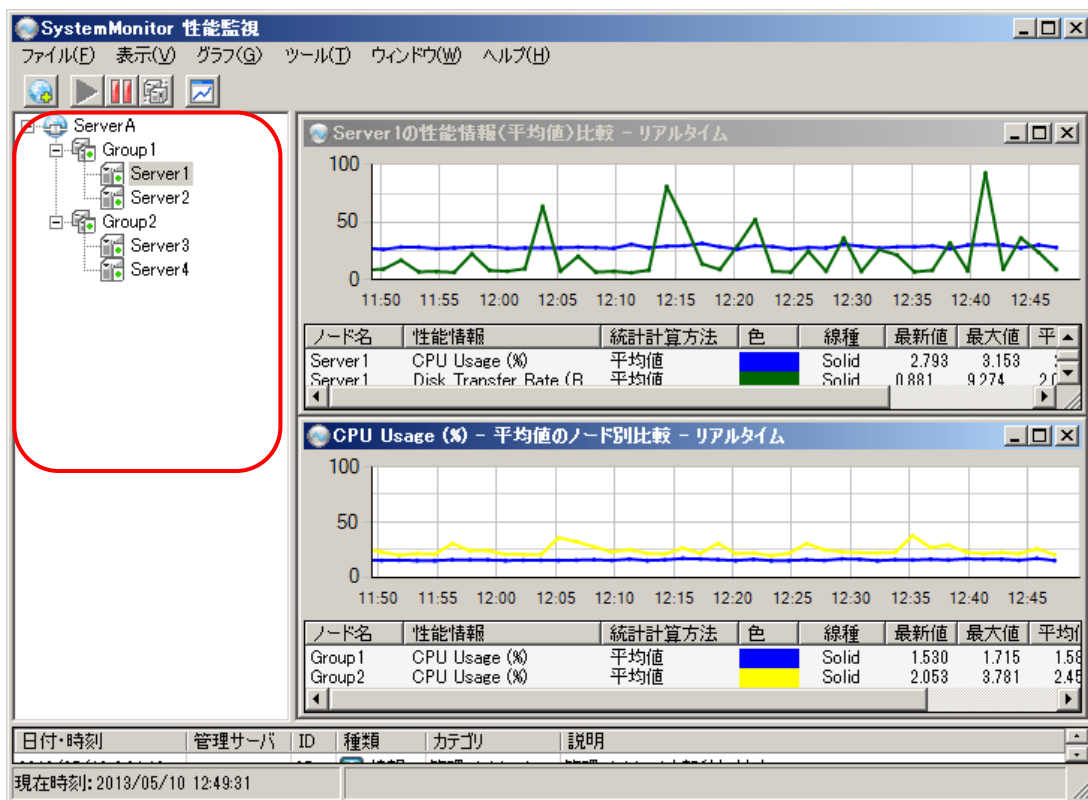 SystemMonitor 性能監視
ファイル(F) 表示(V) グラフ(G) ツール(T) ウィンドウ(W) ヘルプ(H)
ServerA
Group1
Server1
Server2
Group2
Server3
Server4
Server1の性能情報(平均値)比較 - リアルタイム
100
50
0
11:50 11:55 12:00 12:05 12:10 12:15 12:20 12:25 12:30 12:35 12:40 12:45
ノード名 性能情報 統計計算方法 色 線種 最新値 最大値 平
Server1 CPU Usage (%) 平均値 Solid 2.793 3.153
Server1 Disk Transfer Rate (B 平均値 Solid 0.881 9.274
CPU Usage (%) - 平均値のノード別比較 - リアルタイム
100
50
0
11:50 11:55 12:00 12:05 12:10 12:15 12:20 12:25 12:30 12:35 12:40 12:45
ノード名 性能情報 統計計算方法 色 線種 最新値 最大値 平均
Group1 CPU Usage (%) 平均値 Solid 1.530 1.715 1.58
Group2 CPU Usage (%) 平均値 Solid 2.053 3.781 2.45
日付・時刻 管理サーバ ID 種類 カテゴリ 説明
現在時刻: 2013/05/10 12:49:31